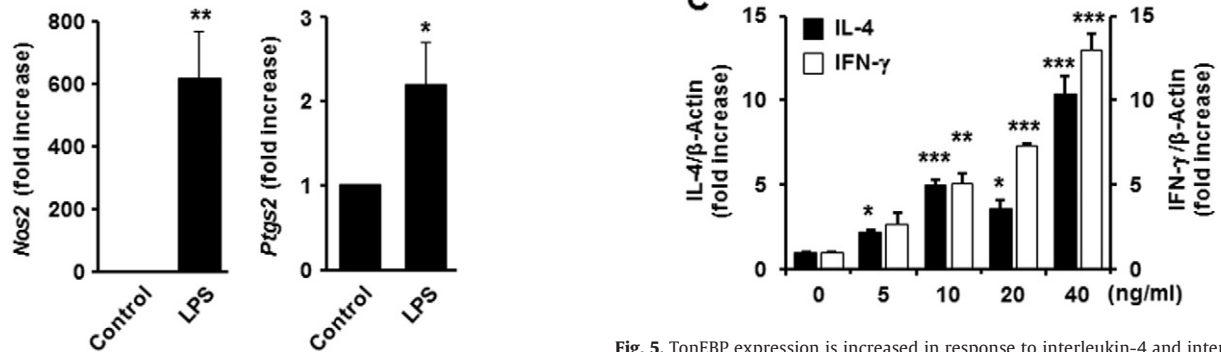 Nos2 (fold increase)
800
600
400
200
0
**
Control
LPS
Ptgs2 (fold increase)
3
2
1
0
*
Control
LPS
C
IL-4/β-Actin
(fold increase)
15
10
5
0
IL-4
IFN-γ
*
***
**
*
***
***
***
15
10
5
0
IFN-γ/β-Actin
(fold increase)
0 5 10 20 40 (ng/ml)
Fig. 5. TonEBP expression is increased in response to interleukin-4 and inter